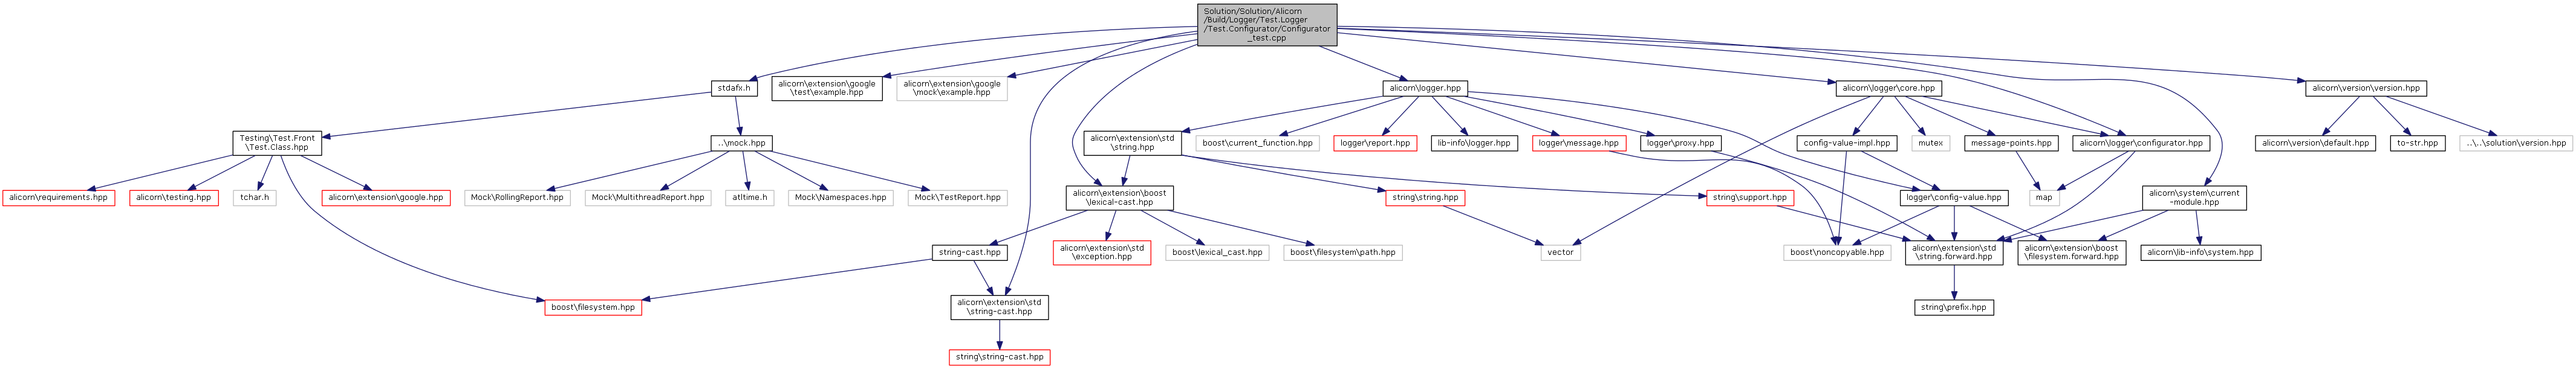 Solution/Solution/Alicorn
/Build/Logger/Test.Logger
/Test.Configurator/Configurator
_test.cpp
stdafx.h
alicorn\extension\google
\test\example.hpp
alicorn\extension\google
\mock\example.hpp
alicorn\logger.hpp
alicorn\logger\core.hpp
alicorn\version\version.hpp
Testing\Test.Front
\Test.Class.hpp
..\mock.hpp
alicorn\extension\std
\string.hpp
boost\current_function.hpp
logger\report.hpp
lib-info\logger.hpp
logger\message.hpp
logger\proxy.hpp
config-value-impl.hpp
mutex
message-points.hpp
alicorn\logger\configurator.hpp
alicorn\version\default.hpp
to-str.hpp
..\..\solution\version.hpp
alicorn\requirements.hpp
alicorn\testing.hpp
tchar.h
alicorn\extension\google.hpp
Mock\RollingReport.hpp
Mock\MultithreadReport.hpp
atltime.h
Mock\Namespaces.hpp
Mock\TestReport.hpp
alicorn\extension\boost
\lexical-cast.hpp
string\string.hpp
string\support.hpp
logger\config-value.hpp
map
alicorn\system\current
-module.hpp
string-cast.hpp
alicorn\extension\std
\exception.hpp
boost\lexical_cast.hpp
boost\filesystem\path.hpp
vector
boost\noncopyable.hpp
alicorn\extension\std
\string.forward.hpp
alicorn\extension\boost
\filesystem.forward.hpp
alicorn\lib-info\system.hpp
boost\filesystem.hpp
alicorn\extension\std
\string-cast.hpp
string\prefix.hpp
string\string-cast.hpp